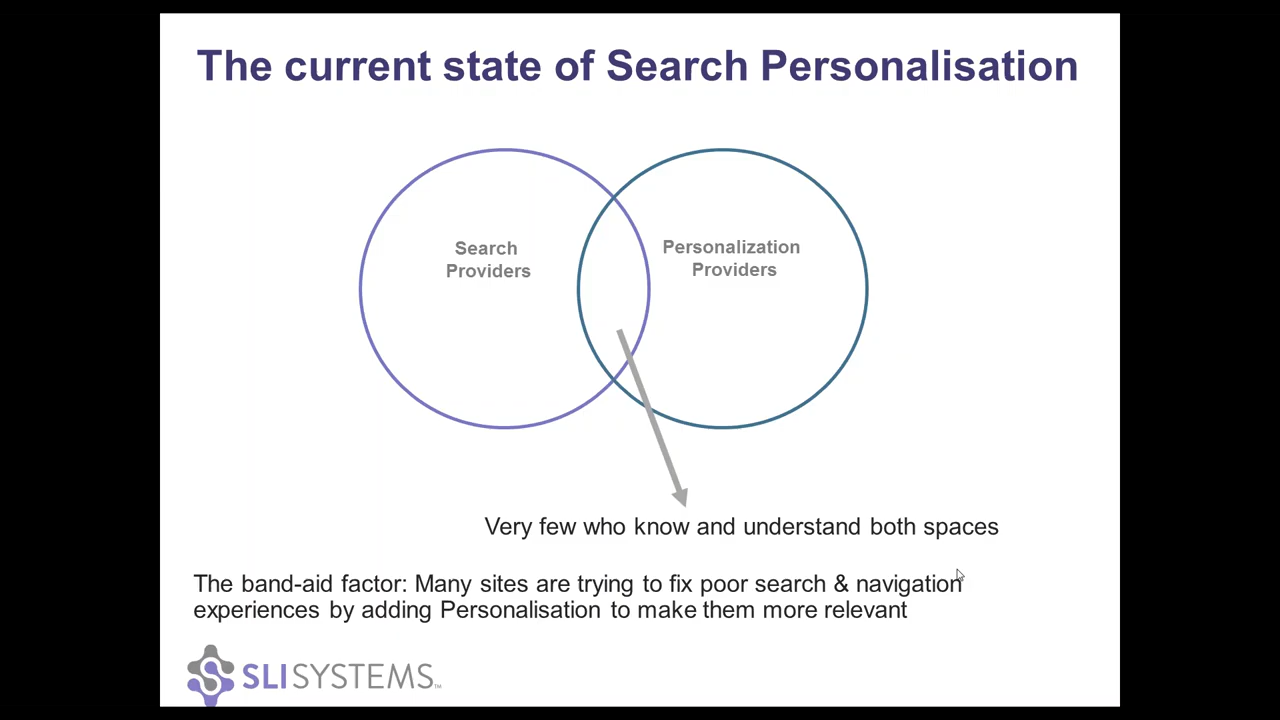 The current state of Search Personalisation
Search
Providers
Personalization
Providers
Very few who know and understand both spaces
The band-aid factor: Many sites are trying to fix poor search & navigation
experiences by adding Personalisation to make them more relevant
SLISYSTEMS™